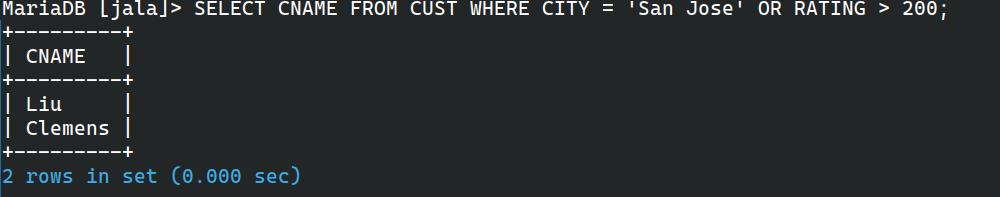 MariaDB [jala]> SELECT CNAME FROM CUST WHERE CITY = 'San Jose' OR RATING > 200;
+---------+
| CNAME   |
+---------+
| Liu     |
| Clemens |
+---------+
2 rows in set (0.000 sec)